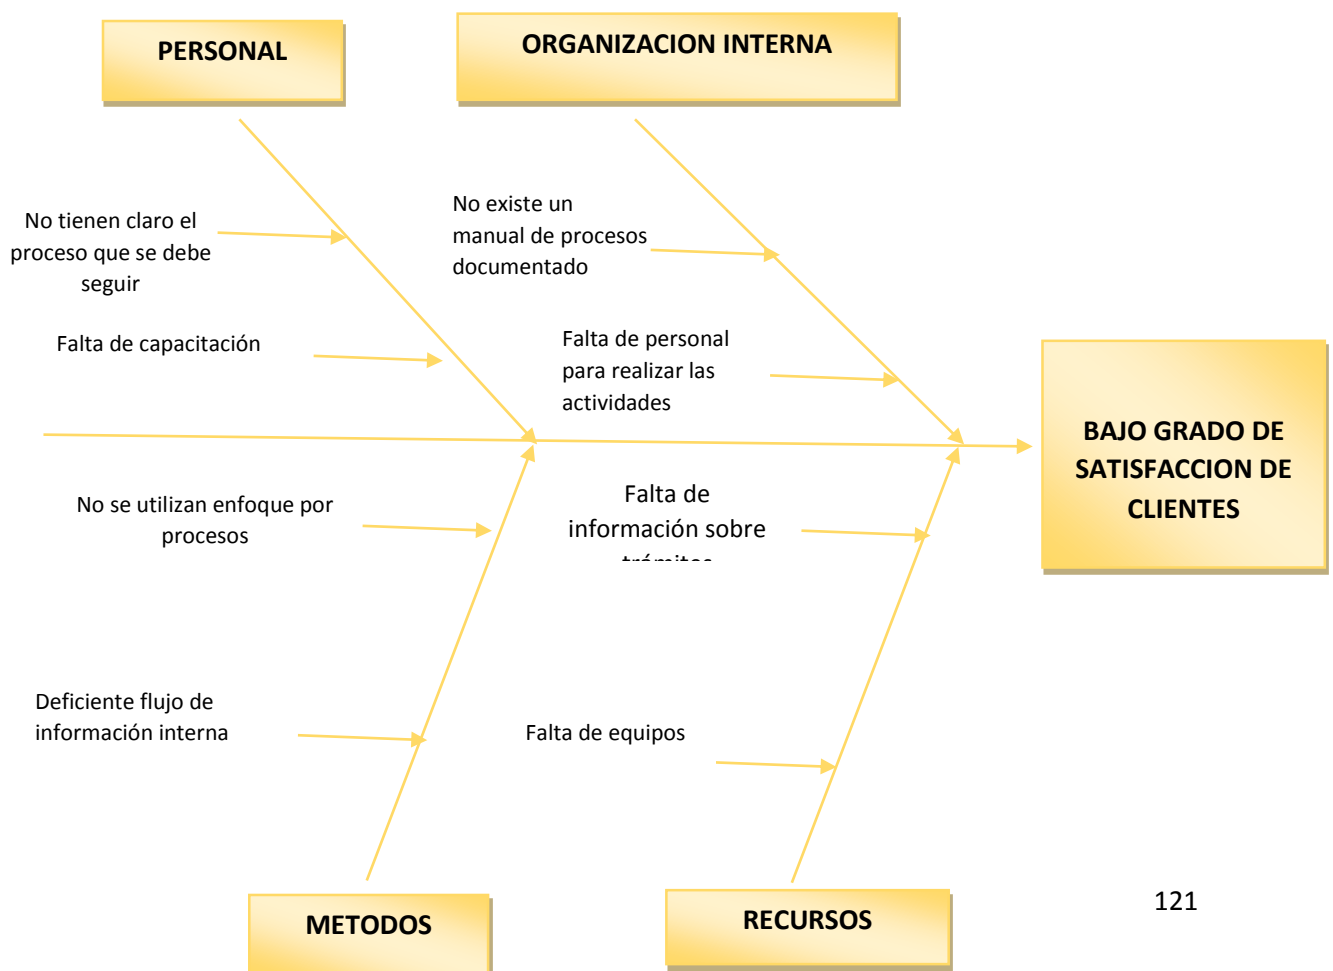 PERSONAL
ORGANIZACION INTERNA
No tienen claro el
proceso que se debe
seguir
No existe un
manual de procesos
documentado
Falta de capacitación
Falta de personal
para realizar las
actividades
BAJO GRADO DE
SATISFACCION DE
CLIENTES
No se utilizan enfoque por
procesos
Falta de
información sobre
trámites
Deficiente flujo de
información interna
Falta de equipos
METODOS
RECURSOS
121